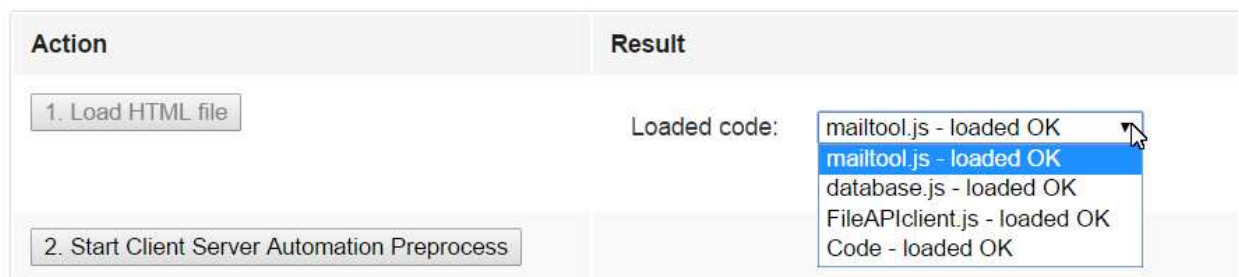 Action Result
1. Load HTML file
Loaded code: mailtool.js - loaded OK
mailtool.js - loaded OK
database.js - loaded OK
FileAPIclient.js - loaded OK
2. Start Client Server Automation Preprocess Code - loaded OK